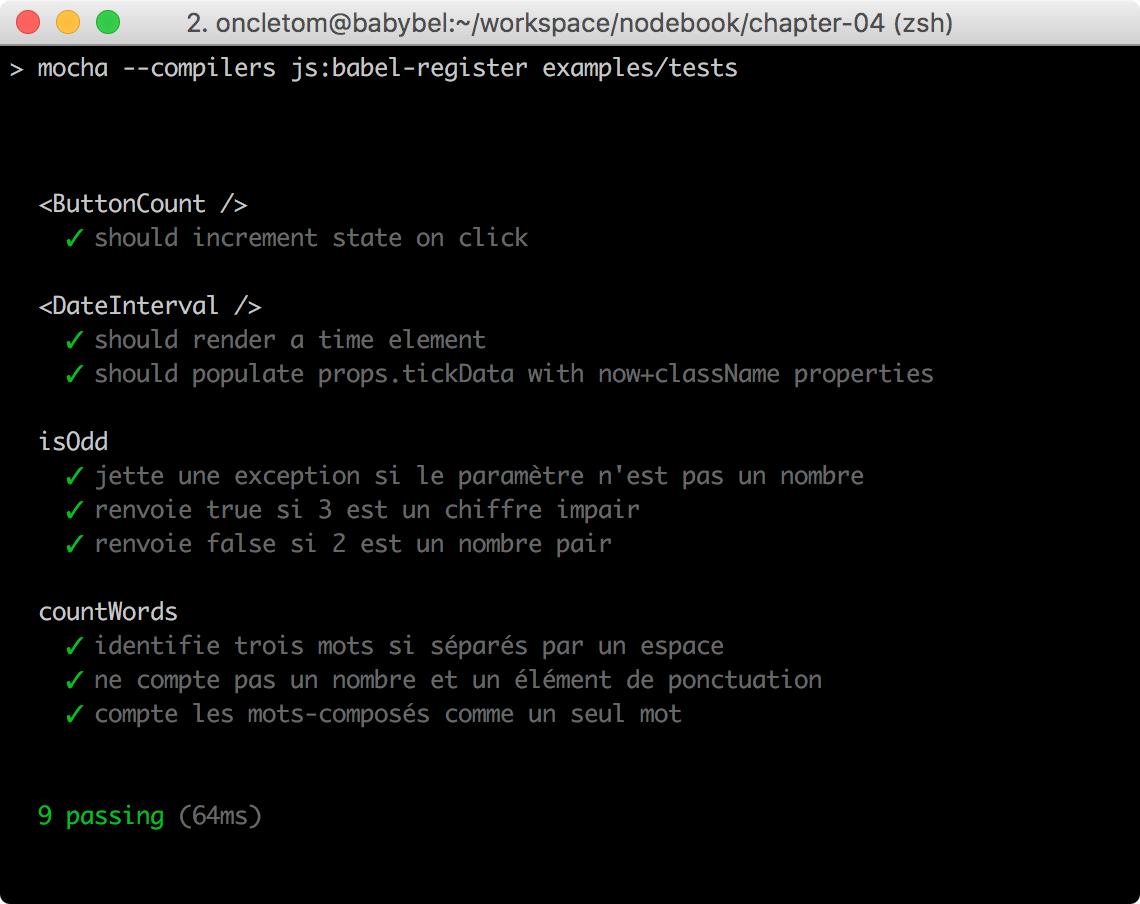 2. oncletom@babybel:~/workspace/nodebook/chapter-04 (zsh)
> mocha --compilers js:babel-register examples/tests
<ButtonCount />
✓ should increment state on click
<DateInterval />
✓ should render a time element
✓ should populate props.tickData with now+className properties
isOdd
✓ jette une exception si le paramètre n'est pas un nombre
✓ renvoie true si 3 est un chiffre impair
✓ renvoie false si 2 est un nombre pair
countWords
✓ identifie trois mots si séparés par un espace
✓ ne compte pas un nombre et un élément de ponctuation
✓ compte les mots-composés comme un seul mot
9 passing (64ms)